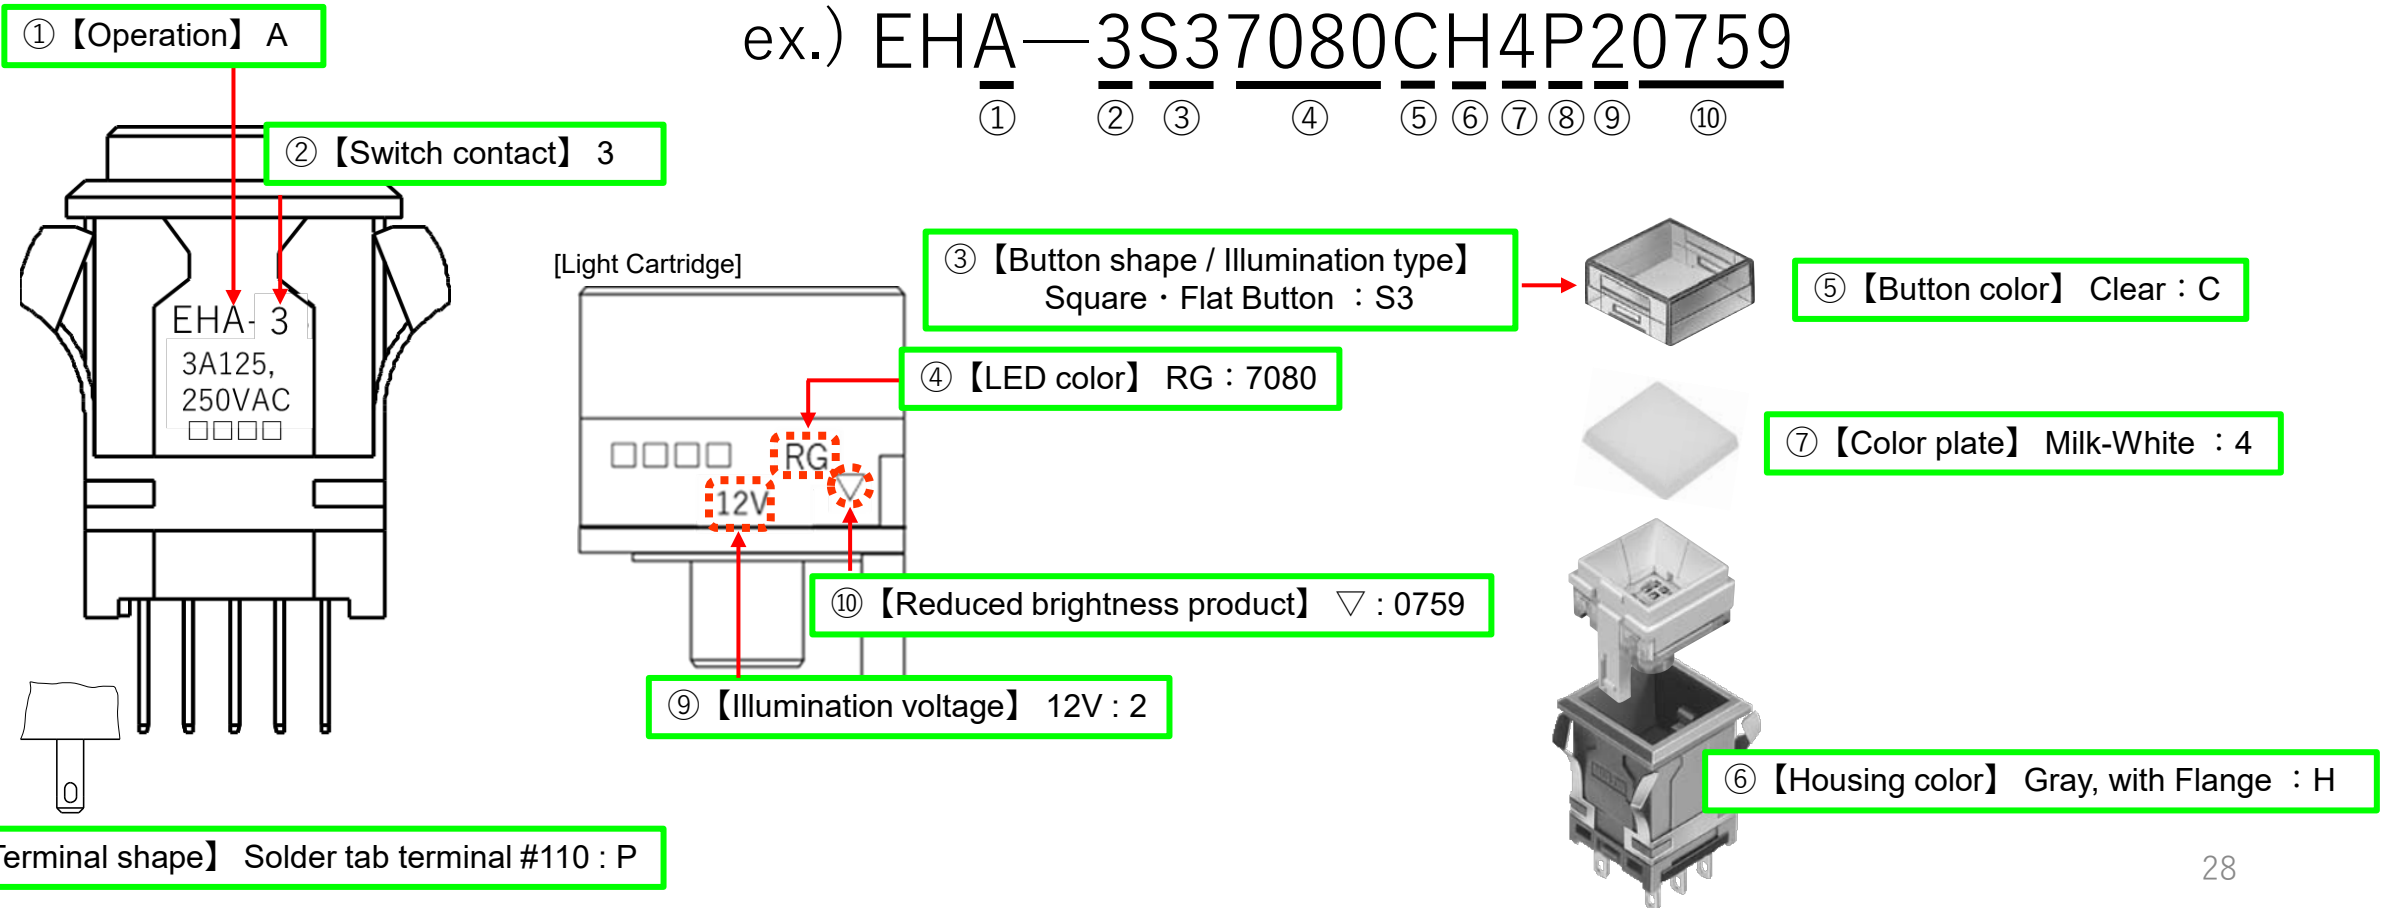 ①【Operation】 A
ex.) EHA—3S37080CH4P20759
① ② ③ ④ ⑤ ⑥ ⑦ ⑧ ⑨ ⑩
②【Switch contact】 3
EHA- 3
3A125,
250VAC
□□□□
[Light Cartridge]
③【Button shape / Illumination type】
Square・Flat Button ：S3
④【LED color】 RG：7080
□□□□ RG
12V ▽
⑩【Reduced brightness product】 ▽ : 0759
⑨【Illumination voltage】 12V : 2
⑤【Button color】 Clear：C
⑦【Color plate】 Milk-White ：4
⑥【Housing color】 Gray, with Flange ：H
Terminal shape】 Solder tab terminal #110 : P
28